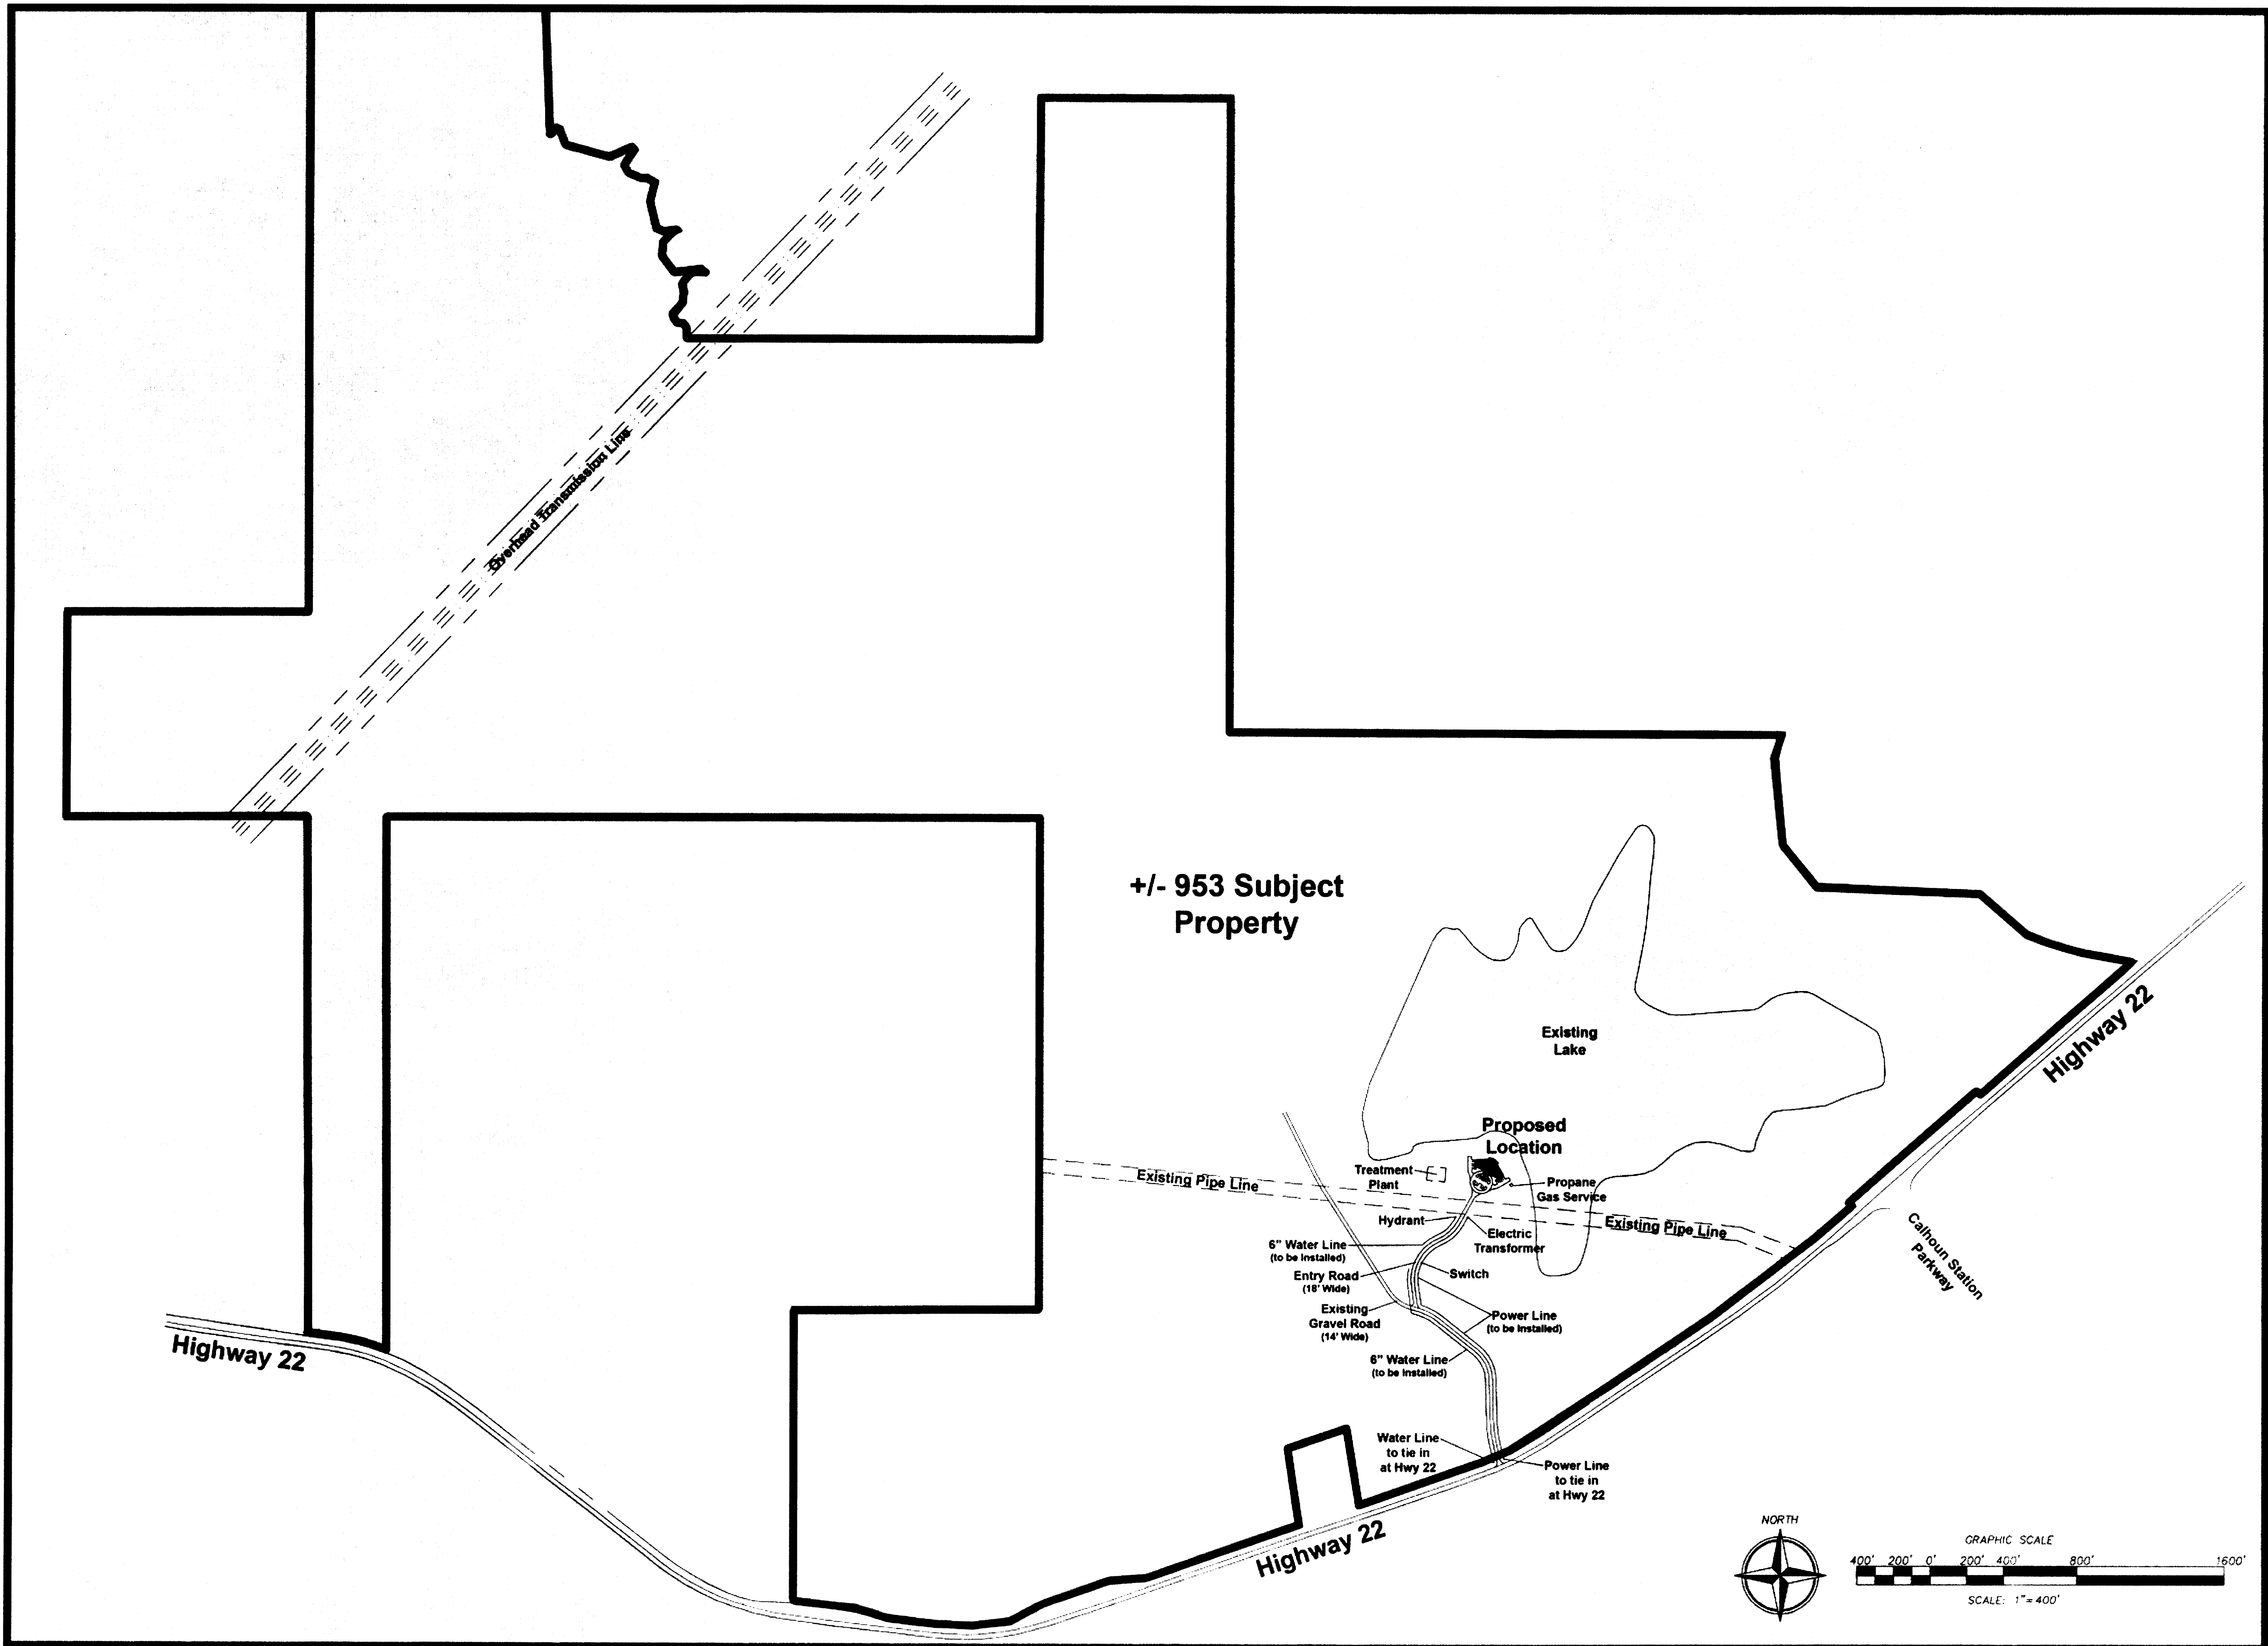 Overhead Transmission Line
+/- 953 Subject
Property
Existing
Lake
Highway 22
Proposed
Location
Treatment
Plant
Existing Pipe Line
Propane
Gas Service
Hydrant
Electric
Transformer
Existing Pipe Line
Calhoun Station
Parkway
6" Water Line
(to be Installed)
Entry Road
(18' Wide)
Switch
Existing
Gravel Road
(14' Wide)
Power Line
(to be Installed)
6" Water Line
(to be Installed)
Highway 22
Water Line
to tie in
at Hwy 22
Power Line
to tie in
at Hwy 22
Highway 22
NORTH
GRAPHIC SCALE
400' 200' 0' 200' 400' 800' 1600'
SCALE: 1"=400'